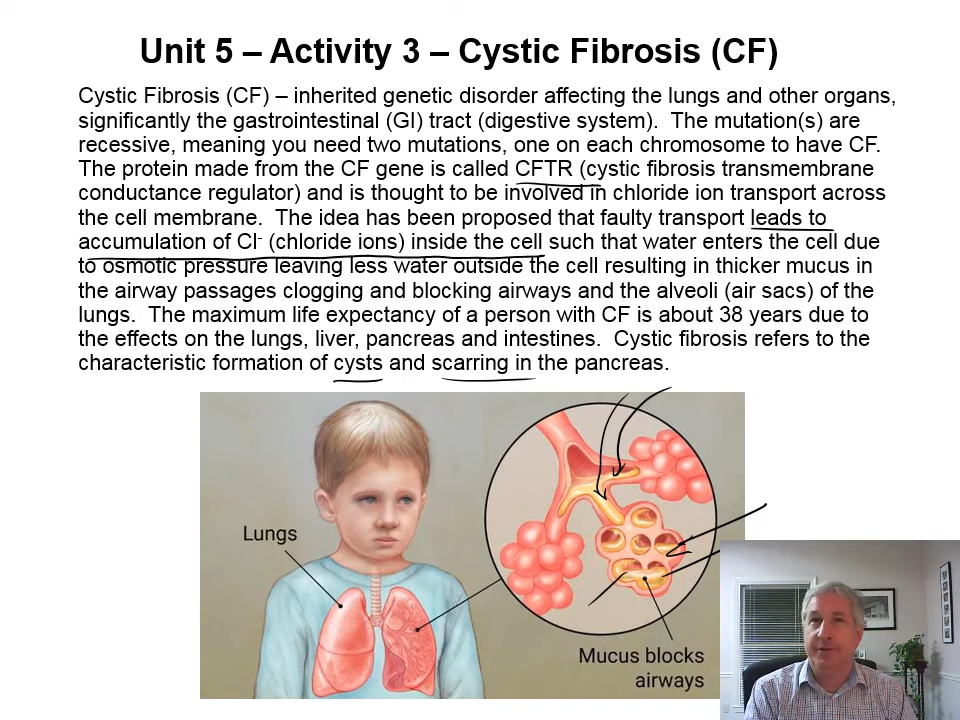 Unit 5 – Activity 3 – Cystic Fibrosis (CF)
Cystic Fibrosis (CF) – inherited genetic disorder affecting the lungs and other organs,
significantly the gastrointestinal (GI) tract (digestive system).  The mutation(s) are
recessive, meaning you need two mutations, one on each chromosome to have CF.
The protein made from the CF gene is called CFTR (cystic fibrosis transmembrane
conductance regulator) and is thought to be involved in chloride ion transport across
the cell membrane.  The idea has been proposed that faulty transport leads to
accumulation of Cl⁻ (chloride ions) inside the cell such that water enters the cell due
to osmotic pressure leaving less water outside the cell resulting in thicker mucus in
the airway passages clogging and blocking airways and the alveoli (air sacs) of the
lungs.  The maximum life expectancy of a person with CF is about 38 years due to
the effects on the lungs, liver, pancreas and intestines.  Cystic fibrosis refers to the
characteristic formation of cysts and scarring in the pancreas.
Lungs
Mucus blocks
airways